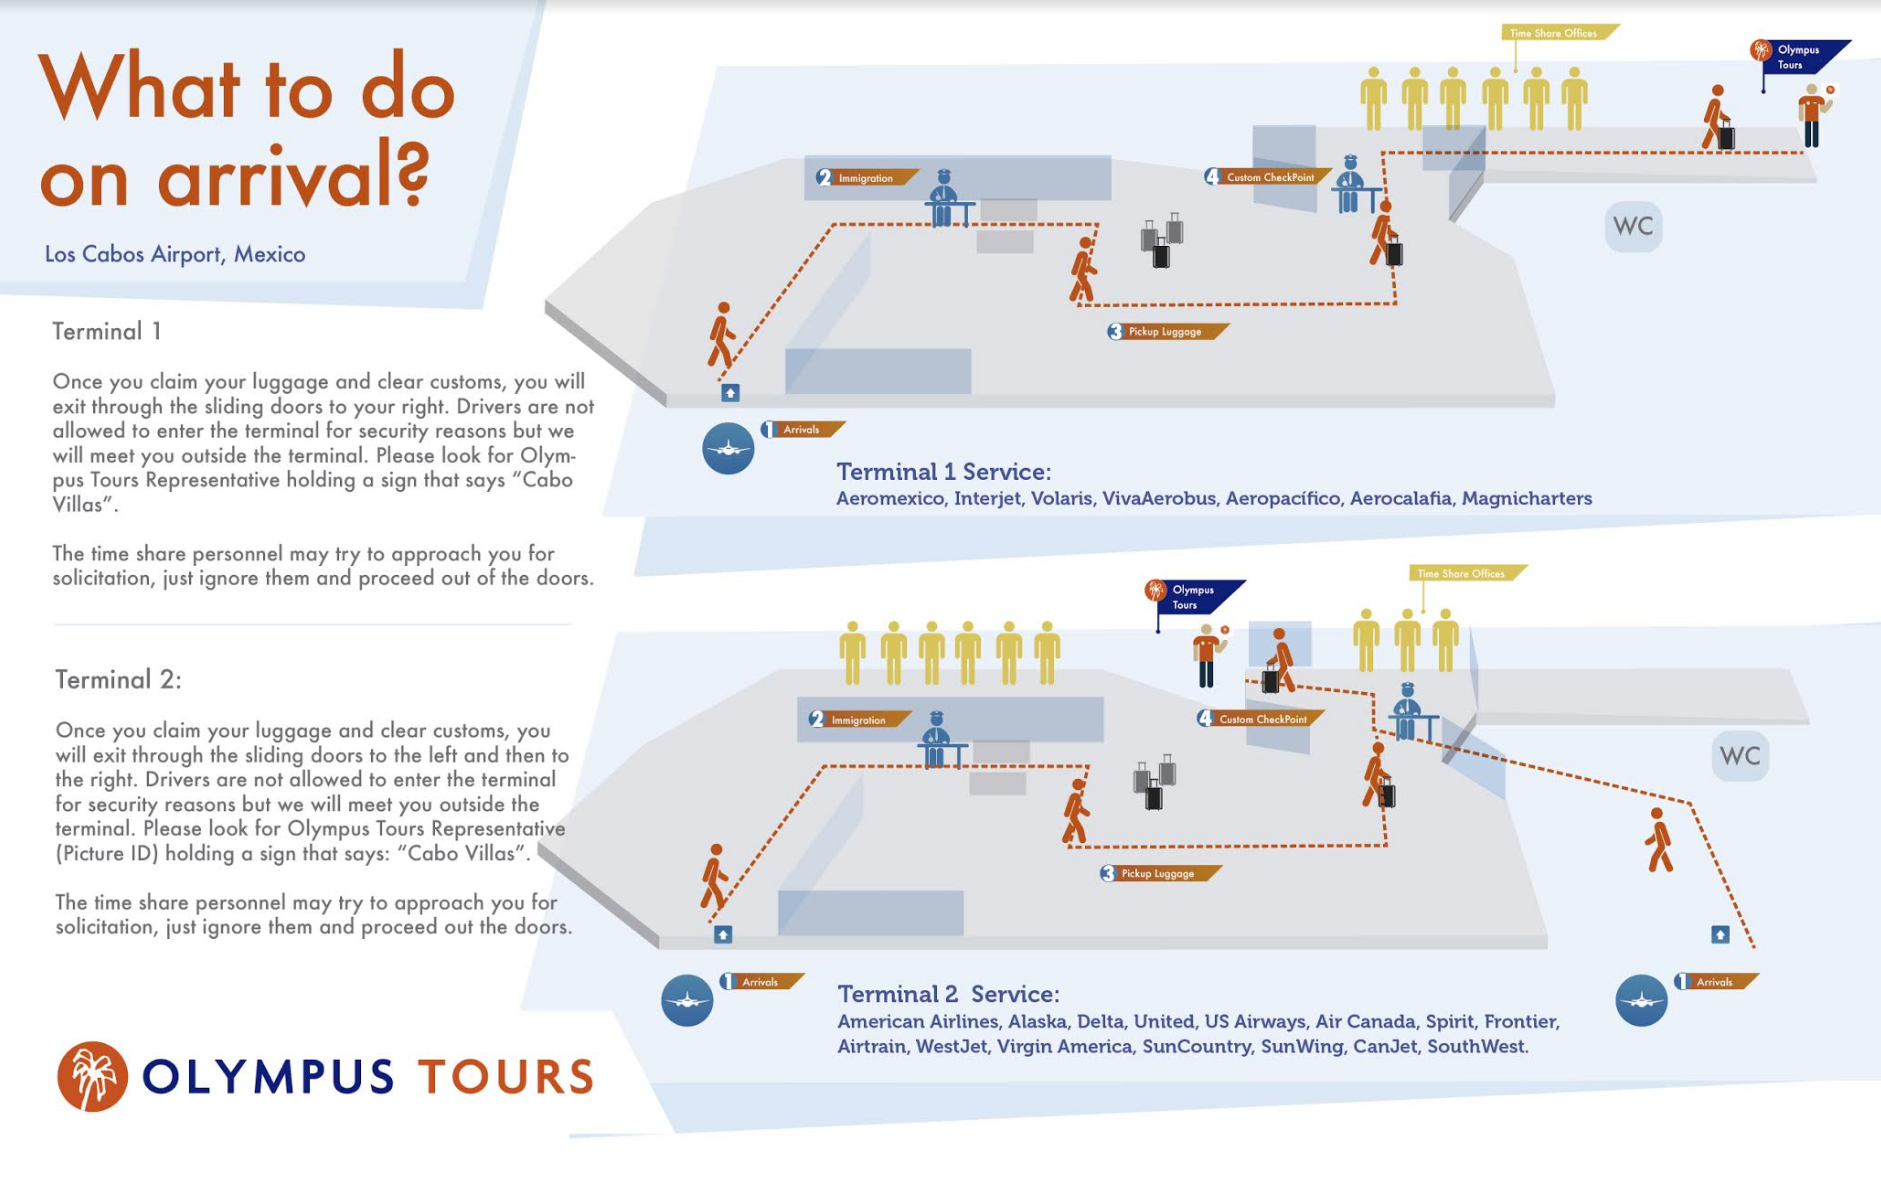 What to do
on arrival?
Los Cabos Airport, Mexico
Terminal 1
Once you claim your luggage and clear customs, you will
exit through the sliding doors to your right. Drivers are not
allowed to enter the terminal for security reasons but we
will meet you outside the terminal. Please look for Olym-
pus Tours Representative holding a sign that says “Cabo
Villas”.
The time share personnel may try to approach you for
solicitation, just ignore them and proceed out of the doors.
Terminal 2:
Once you claim your luggage and clear customs, you
will exit through the sliding doors to the left and then to
the right. Drivers are not allowed to enter the terminal
for security reasons but we will meet you outside the
terminal. Please look for Olympus Tours Representative
(Picture ID) holding a sign that says: “Cabo Villas”.
The time share personnel may try to approach you for
solicitation, just ignore them and proceed out the doors.
OLYMPUS TOURS
Time Share Offices
Olympus
Tours
2 Immigration
4 Custom CheckPoint
WC
3 Pickup Luggage
1 Arrivals
Terminal 1 Service:
Aeromexico, Interjet, Volaris, VivaAerobus, Aeropacífico, Aerocalafia, Magnicharters
Time Share Offices
Olympus
Tours
2 Immigration
4 Custom CheckPoint
WC
3 Pickup Luggage
1 Arrivals
1 Arrivals
Terminal 2 Service:
American Airlines, Alaska, Delta, United, US Airways, Air Canada, Spirit, Frontier,
Airtrain, WestJet, Virgin America, SunCountry, SunWing, CanJet, SouthWest.